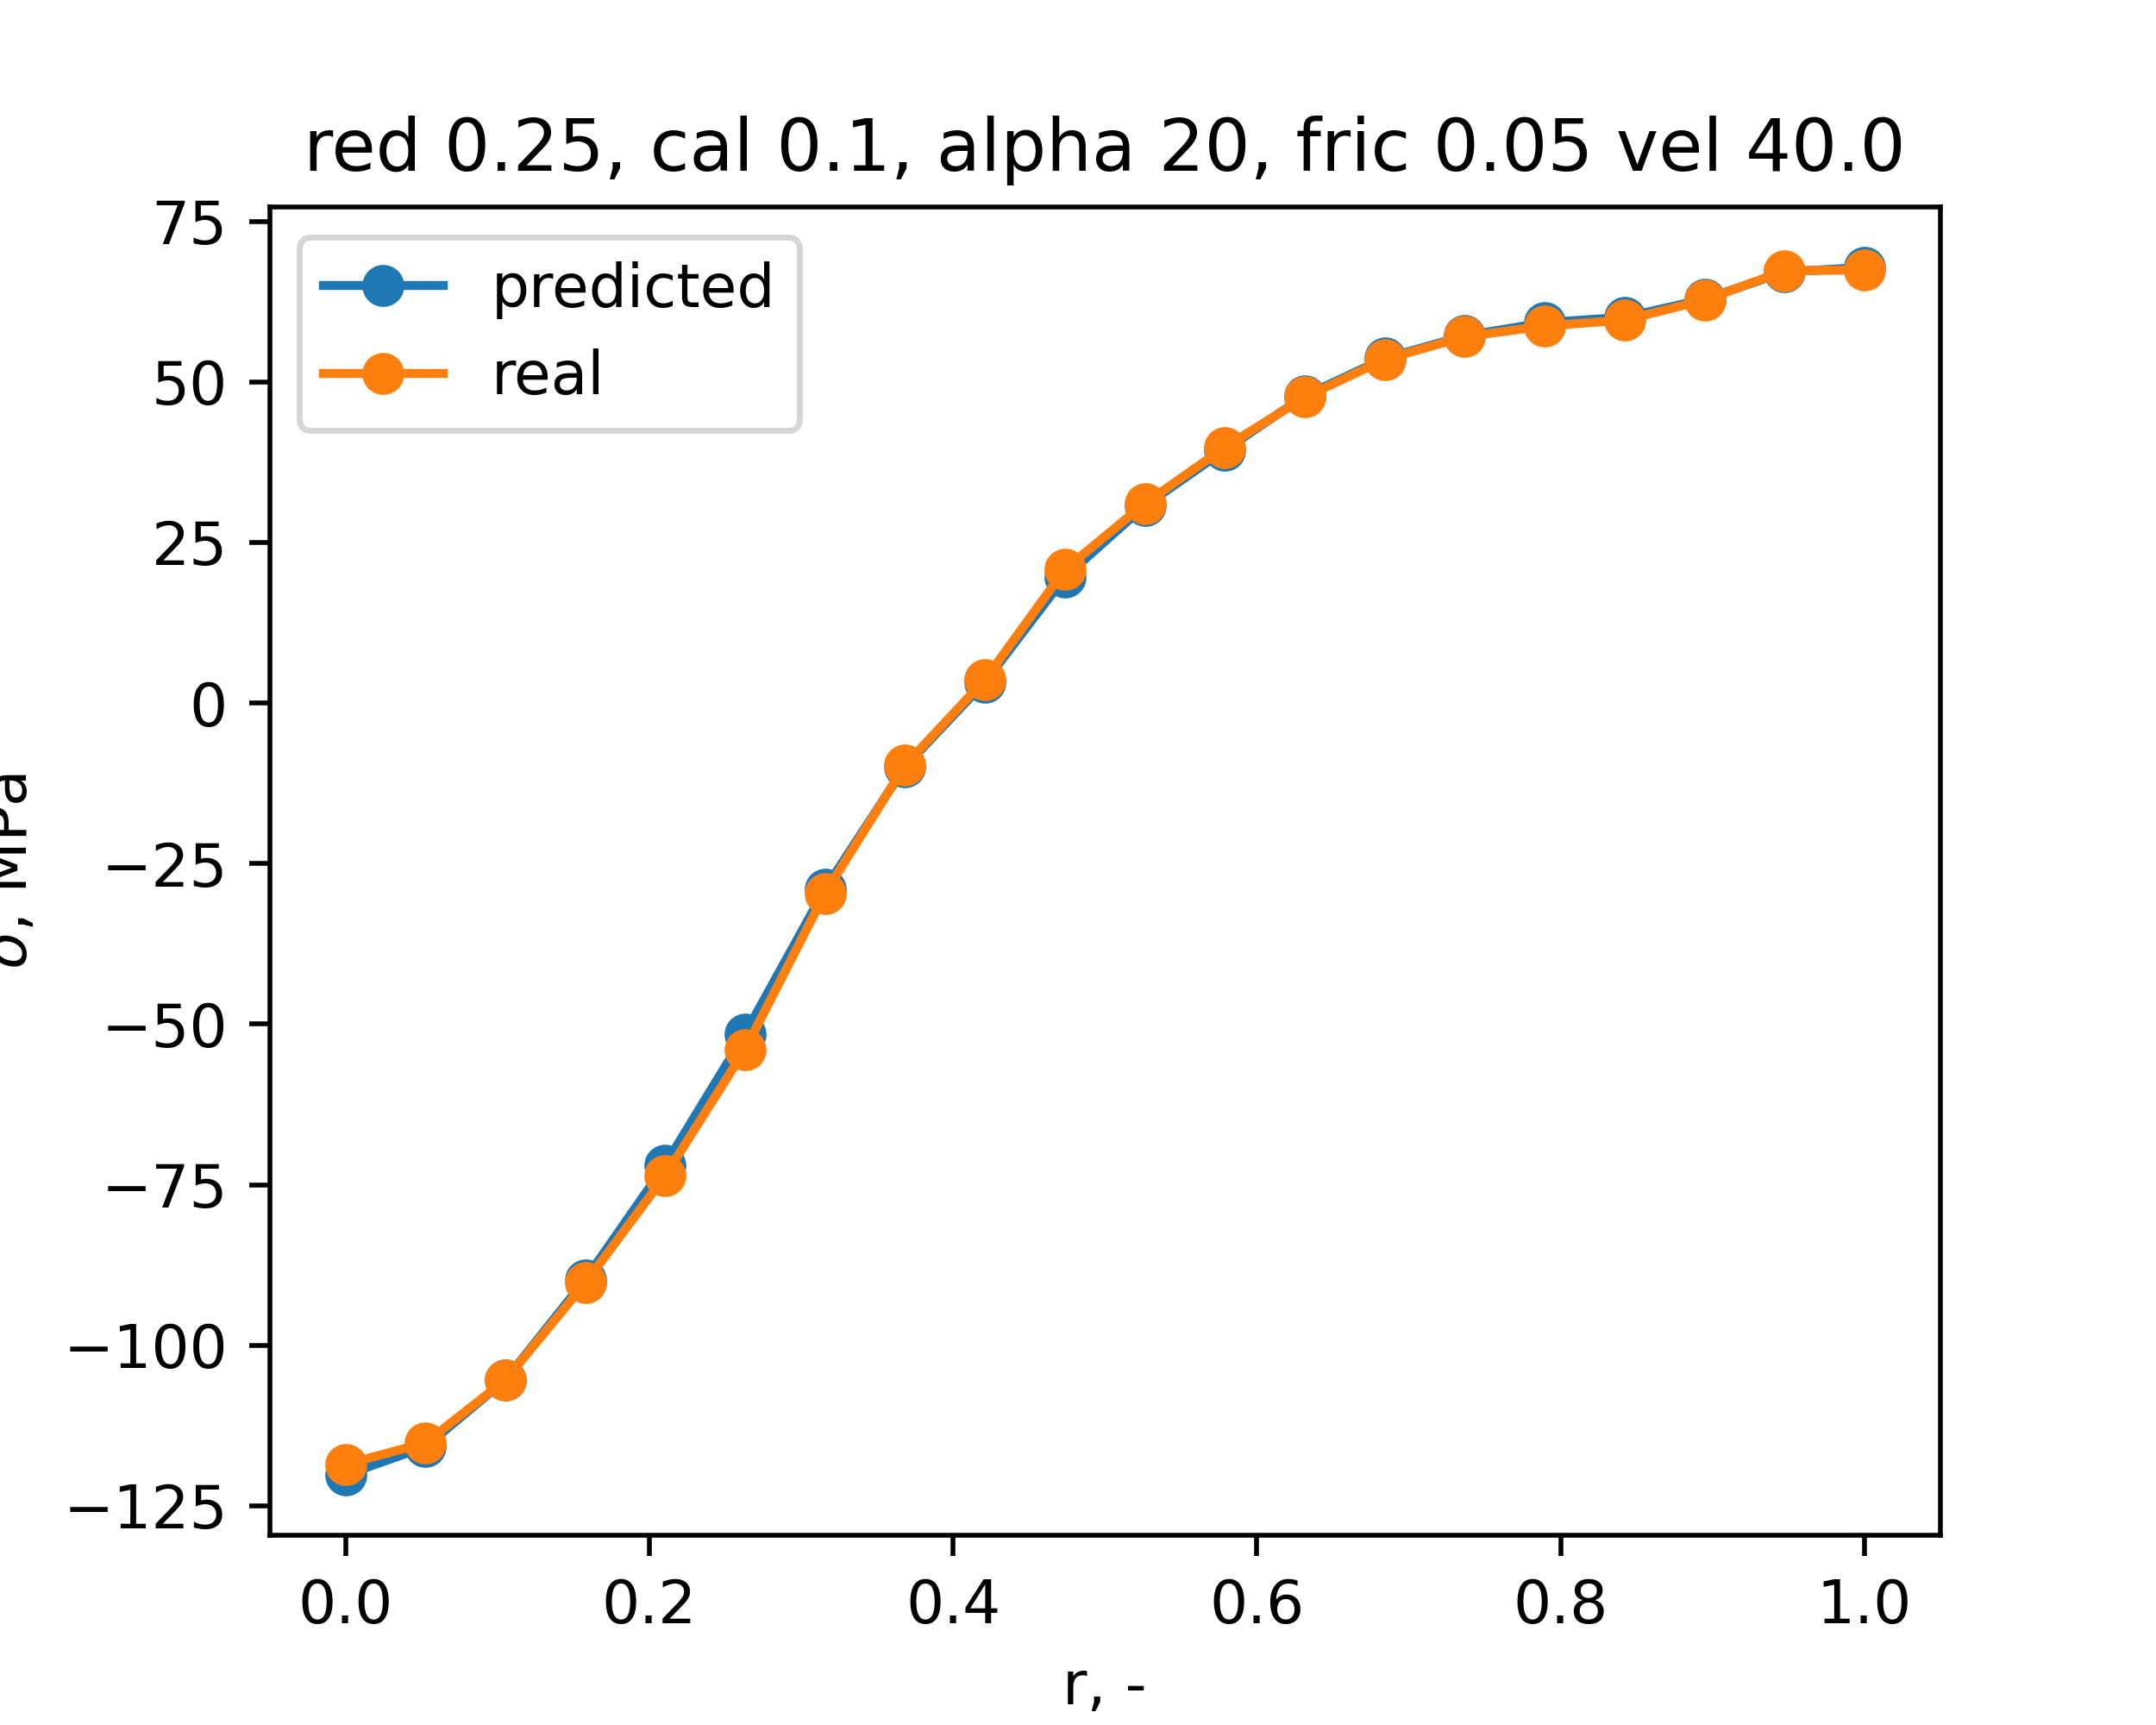 red 0.25, cal 0.1, alpha 20, fric 0.05 vel 40.0
predicted
real
75
50
25
0
−25
−50
−75
−100
−125
σ, MPa
0.0 0.2 0.4 0.6 0.8 1.0
r, -